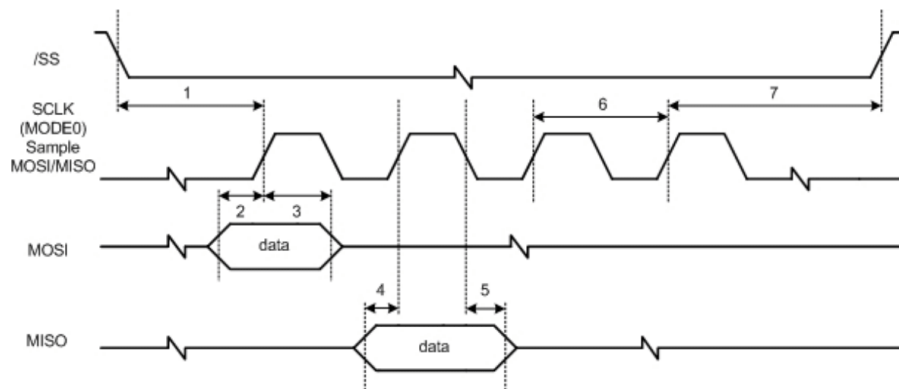 /SS
1
7
6
SCLK
(MODE0)
Sample
MOSI/MISO
2
3
MOSI
data
4
5
MISO
data